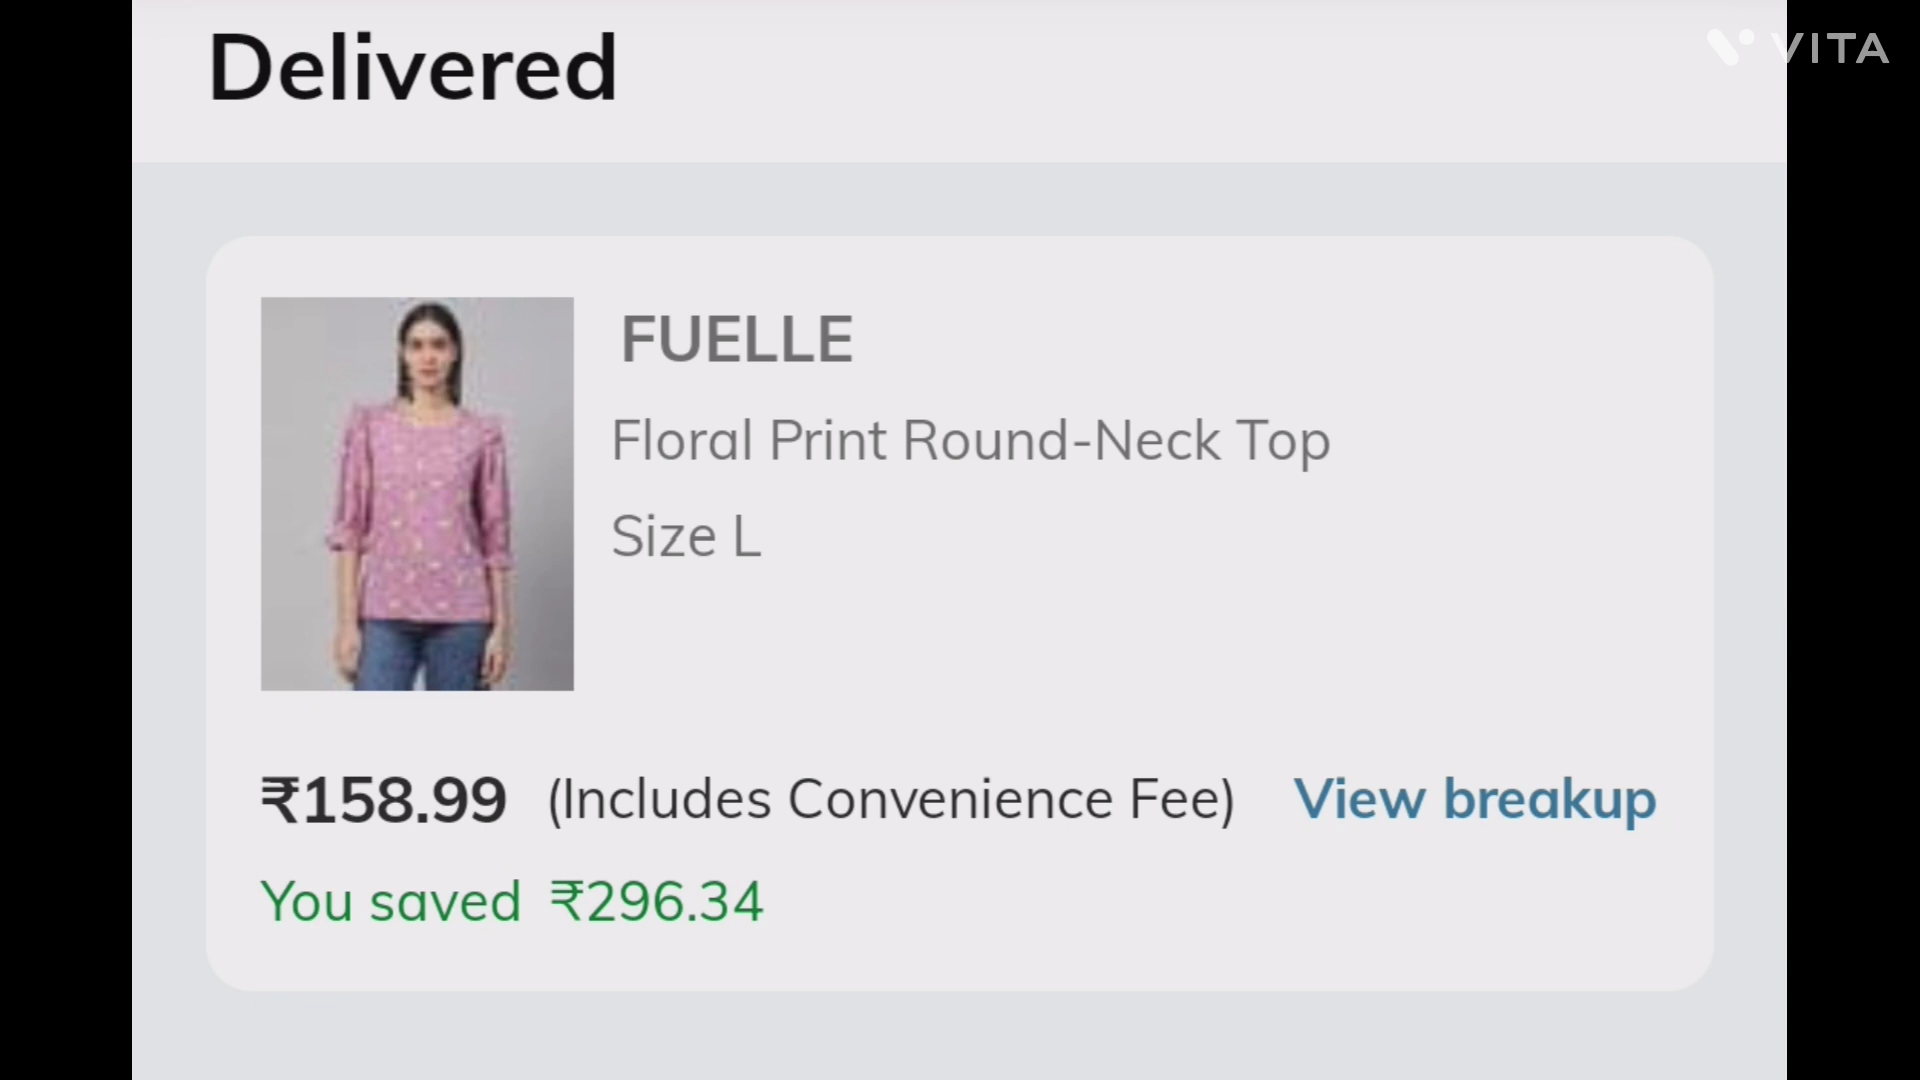 Delivered
VITA
FUELLE
Floral Print Round-Neck Top
Size L
₹158.99 (Includes Convenience Fee) View breakup
You saved ₹296.34